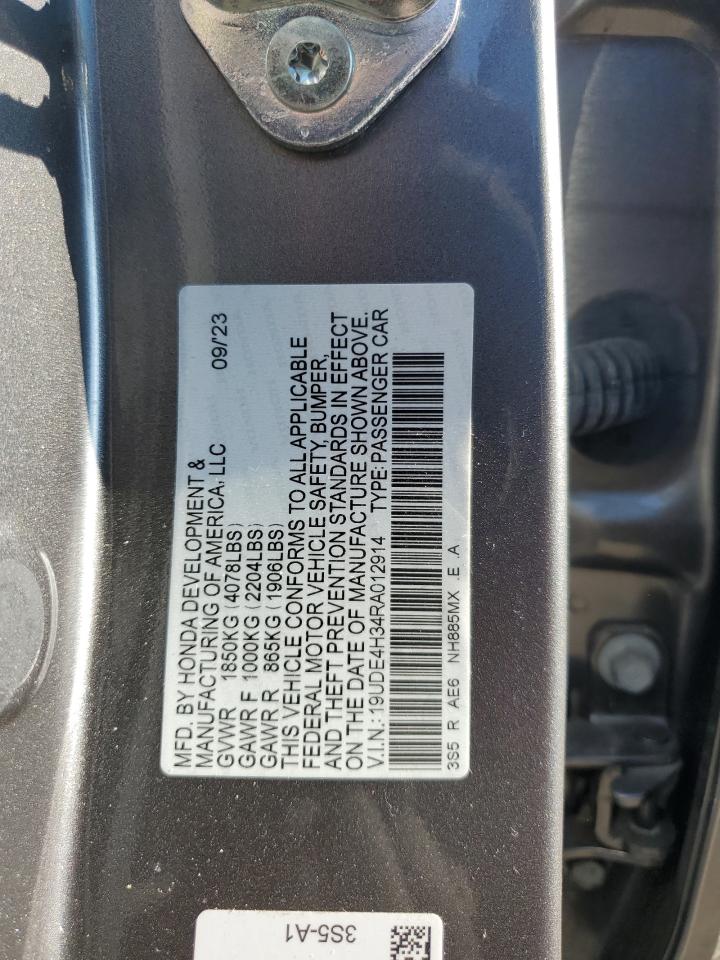 MFD. BY HONDA DEVELOPMENT &
MANUFACTURING OF AMERICA, LLC 09/'23
GVWR 1850KG (4078LBS)
GAWR F 1000KG (2204LBS)
GAWR R 865KG (1906LBS)
THIS VEHICLE CONFORMS TO ALL APPLICABLE
FEDERAL MOTOR VEHICLE SAFETY, BUMPER,
AND THEFT PREVENTION STANDARDS IN EFFECT
ON THE DATE OF MANUFACTURE SHOWN ABOVE.
V.I.N.:19UDE4H34RA012914 TYPE:PASSENGER CAR
3S5 R AE6 NH885MX .E A
3S5-A1